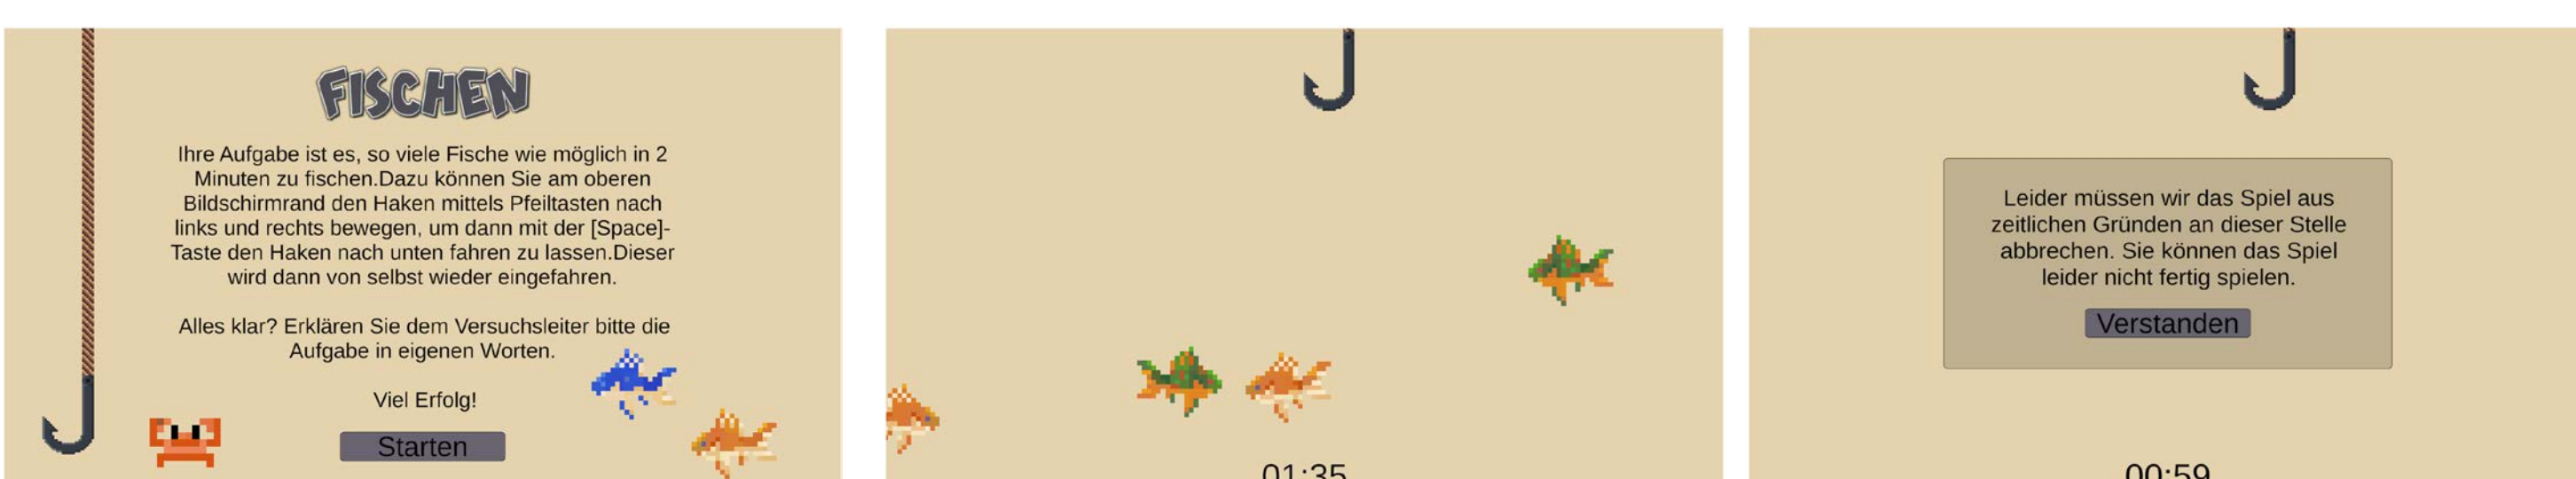 FISCHEN
Ihre Aufgabe ist es, so viele Fische wie möglich in 2
Minuten zu fischen.Dazu können Sie am oberen
Bildschirmrand den Haken mittels Pfeiltasten nach
links und rechts bewegen, um dann mit der [Space]-
Taste den Haken nach unten fahren zu lassen.Dieser
wird dann von selbst wieder eingefahren.
Alles klar? Erklären Sie dem Versuchsleiter bitte die
Aufgabe in eigenen Worten.
Viel Erfolg!
Starten
01:35
Leider müssen wir das Spiel aus
zeitlichen Gründen an dieser Stelle
abbrechen. Sie können das Spiel
leider nicht fertig spielen.
Verstanden
00:59